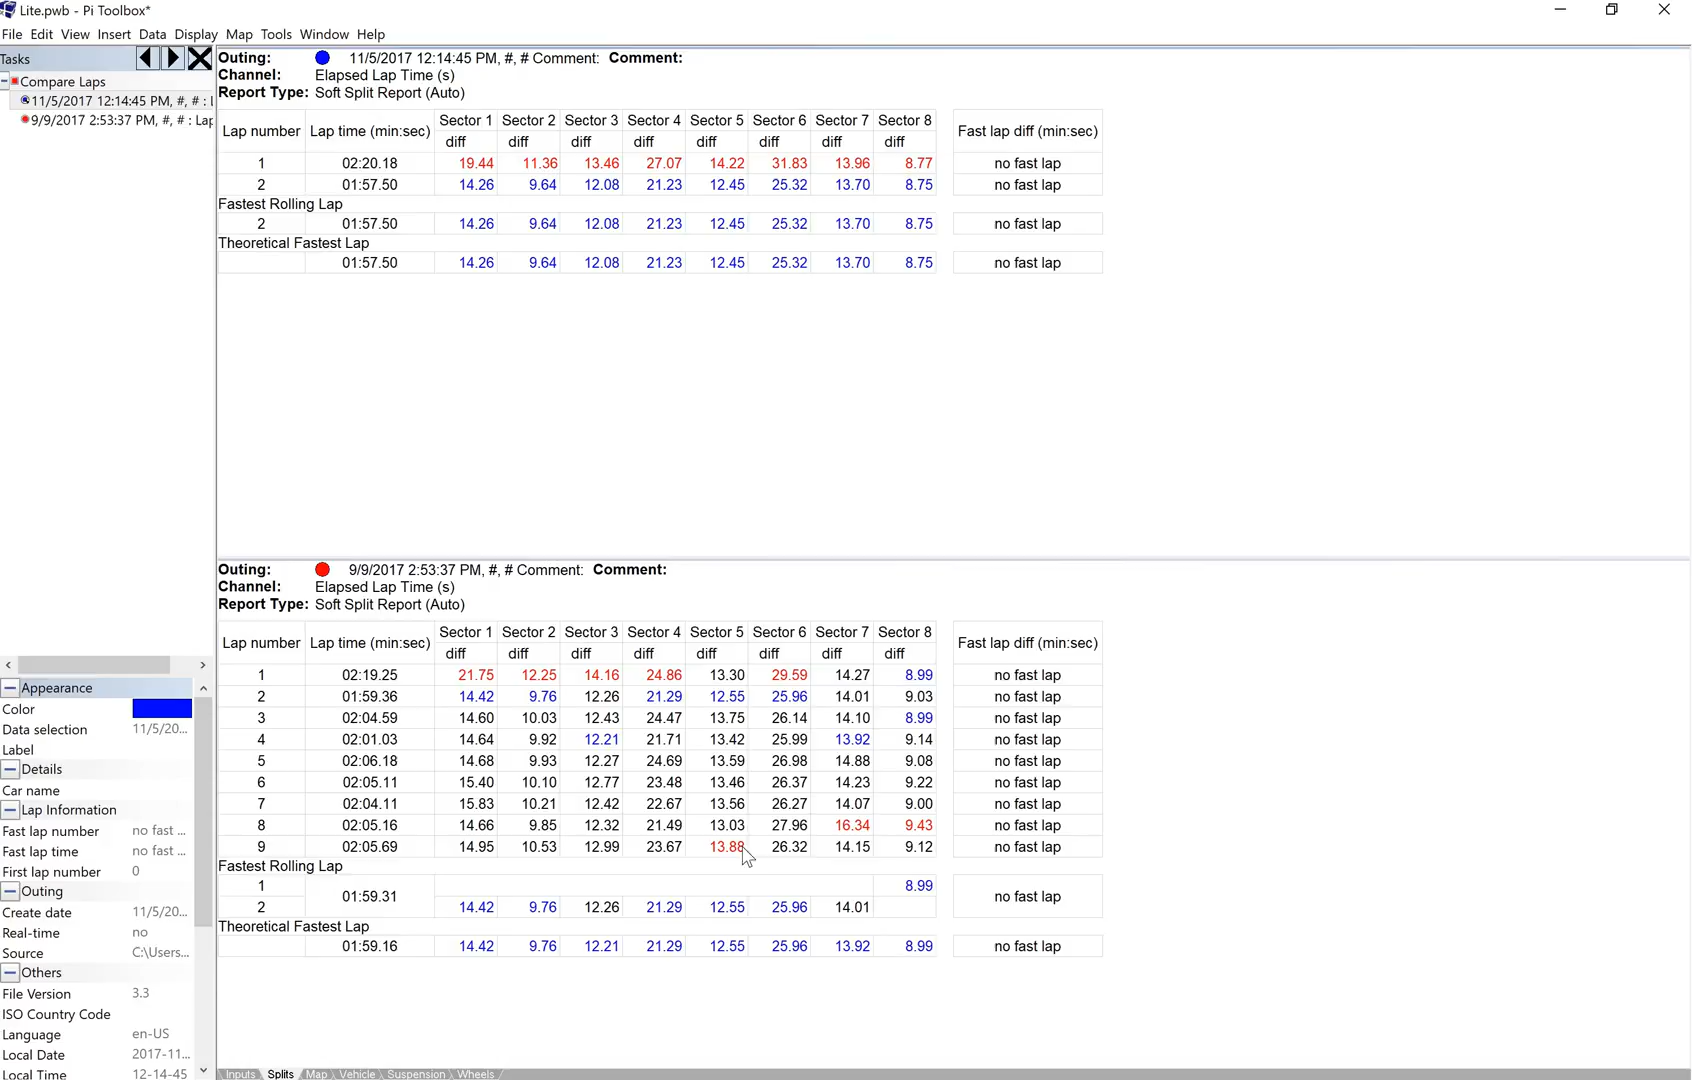 Lite.pwb - Pi Toolbox*
File Edit View Insert Data Display Map Tools Window Help
Tasks
Compare Laps
11/5/2017 12:14:45 PM, #, # : L
9/9/2017 2:53:37 PM, #, # : Lap
Outing: 11/5/2017 12:14:45 PM, #, # Comment: Comment:
Channel: Elapsed Lap Time (s)
Report Type: Soft Split Report (Auto)
Lap number Lap time (min:sec) Sector 1 Sector 2 Sector 3 Sector 4 Sector 5 Sector 6 Sector 7 Sector 8 Fast lap diff (min:sec)
diff diff diff diff diff diff diff diff
1 02:20.18 19.44 11.36 13.46 27.07 14.22 31.83 13.96 8.77 no fast lap
2 01:57.50 14.26 9.64 12.08 21.23 12.45 25.32 13.70 8.75 no fast lap
Fastest Rolling Lap
2 01:57.50 14.26 9.64 12.08 21.23 12.45 25.32 13.70 8.75 no fast lap
Theoretical Fastest Lap
01:57.50 14.26 9.64 12.08 21.23 12.45 25.32 13.70 8.75 no fast lap
Outing: 9/9/2017 2:53:37 PM, #, # Comment: Comment:
Channel: Elapsed Lap Time (s)
Report Type: Soft Split Report (Auto)
Lap number Lap time (min:sec) Sector 1 Sector 2 Sector 3 Sector 4 Sector 5 Sector 6 Sector 7 Sector 8 Fast lap diff (min:sec)
diff diff diff diff diff diff diff diff
1 02:19.25 21.75 12.25 14.16 24.86 13.30 29.59 14.27 8.99 no fast lap
2 01:59.36 14.42 9.76 12.26 21.29 12.55 25.96 14.01 9.03 no fast lap
3 02:04.59 14.60 10.03 12.43 24.47 13.75 26.14 14.10 8.99 no fast lap
4 02:01.03 14.64 9.92 12.21 21.71 13.42 25.99 13.92 9.14 no fast lap
5 02:06.18 14.68 9.93 12.27 24.69 13.59 26.98 14.88 9.08 no fast lap
6 02:05.11 15.40 10.10 12.77 23.48 13.46 26.37 14.23 9.22 no fast lap
7 02:04.11 15.83 10.21 12.42 22.67 13.56 26.27 14.07 9.00 no fast lap
8 02:05.16 14.66 9.85 12.32 21.49 13.03 27.96 16.34 9.43 no fast lap
9 02:05.69 14.95 10.53 12.99 23.67 13.88 26.32 14.15 9.12 no fast lap
Fastest Rolling Lap
1 8.99
01:59.31 no fast lap
2 14.42 9.76 12.26 21.29 12.55 25.96 14.01
Theoretical Fastest Lap
01:59.16 14.42 9.76 12.21 21.29 12.55 25.96 13.92 8.99 no fast lap
Appearance
Color
Data selection 11/5/20...
Label
Details
Car name
Lap Information
Fast lap number no fast ...
Fast lap time no fast ...
First lap number 0
Outing
Create date 11/5/20...
Real-time no
Source C:\Users...
Others
File Version 3.3
ISO Country Code
Language en-US
Local Date 2017-11...
Local Time 12-14-45
Inputs Splits Map Vehicle Suspension Wheels